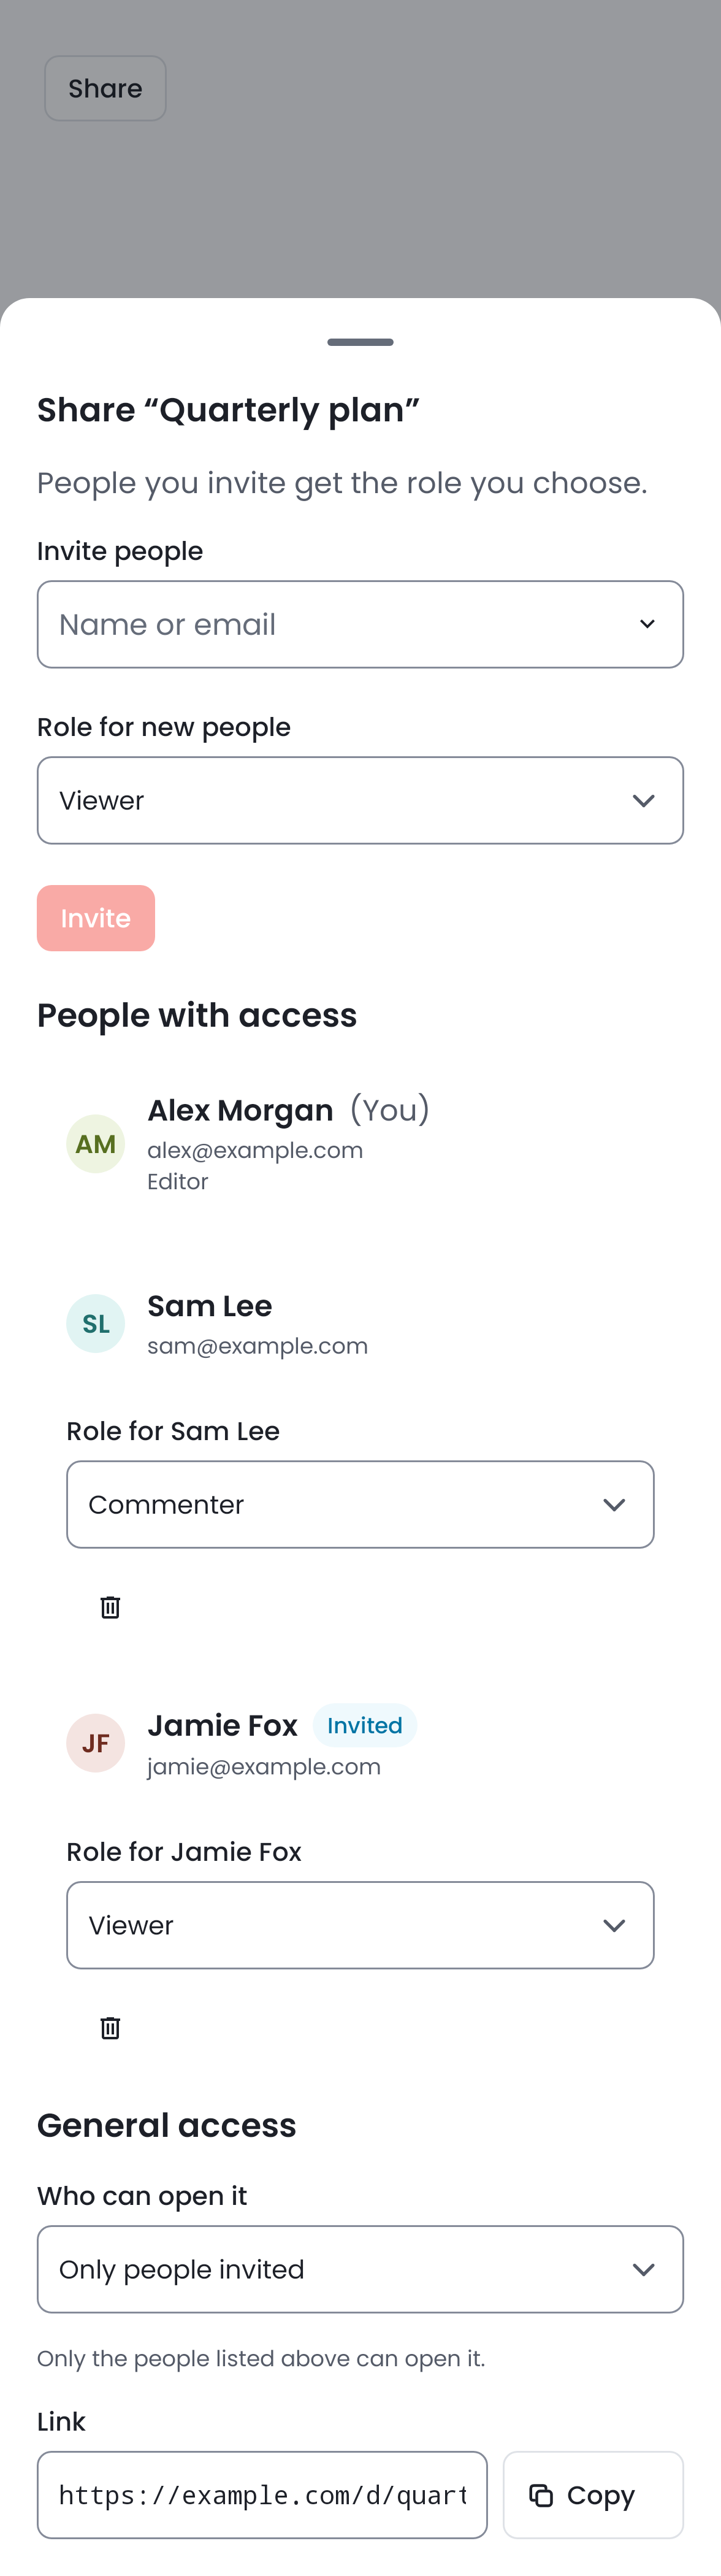 Share
Share “Quarterly plan”
People you invite get the role you choose.
Invite people
Name or email
Role for new people
Viewer
Invite
People with access
AM
Alex Morgan (You)
alex@example.com
Editor
SL
Sam Lee
sam@example.com
Role for Sam Lee
Commenter
JF
Jamie Fox Invited
jamie@example.com
Role for Jamie Fox
Viewer
General access
Who can open it
Only people invited
Only the people listed above can open it.
Link
https://example.com/d/quart
Copy